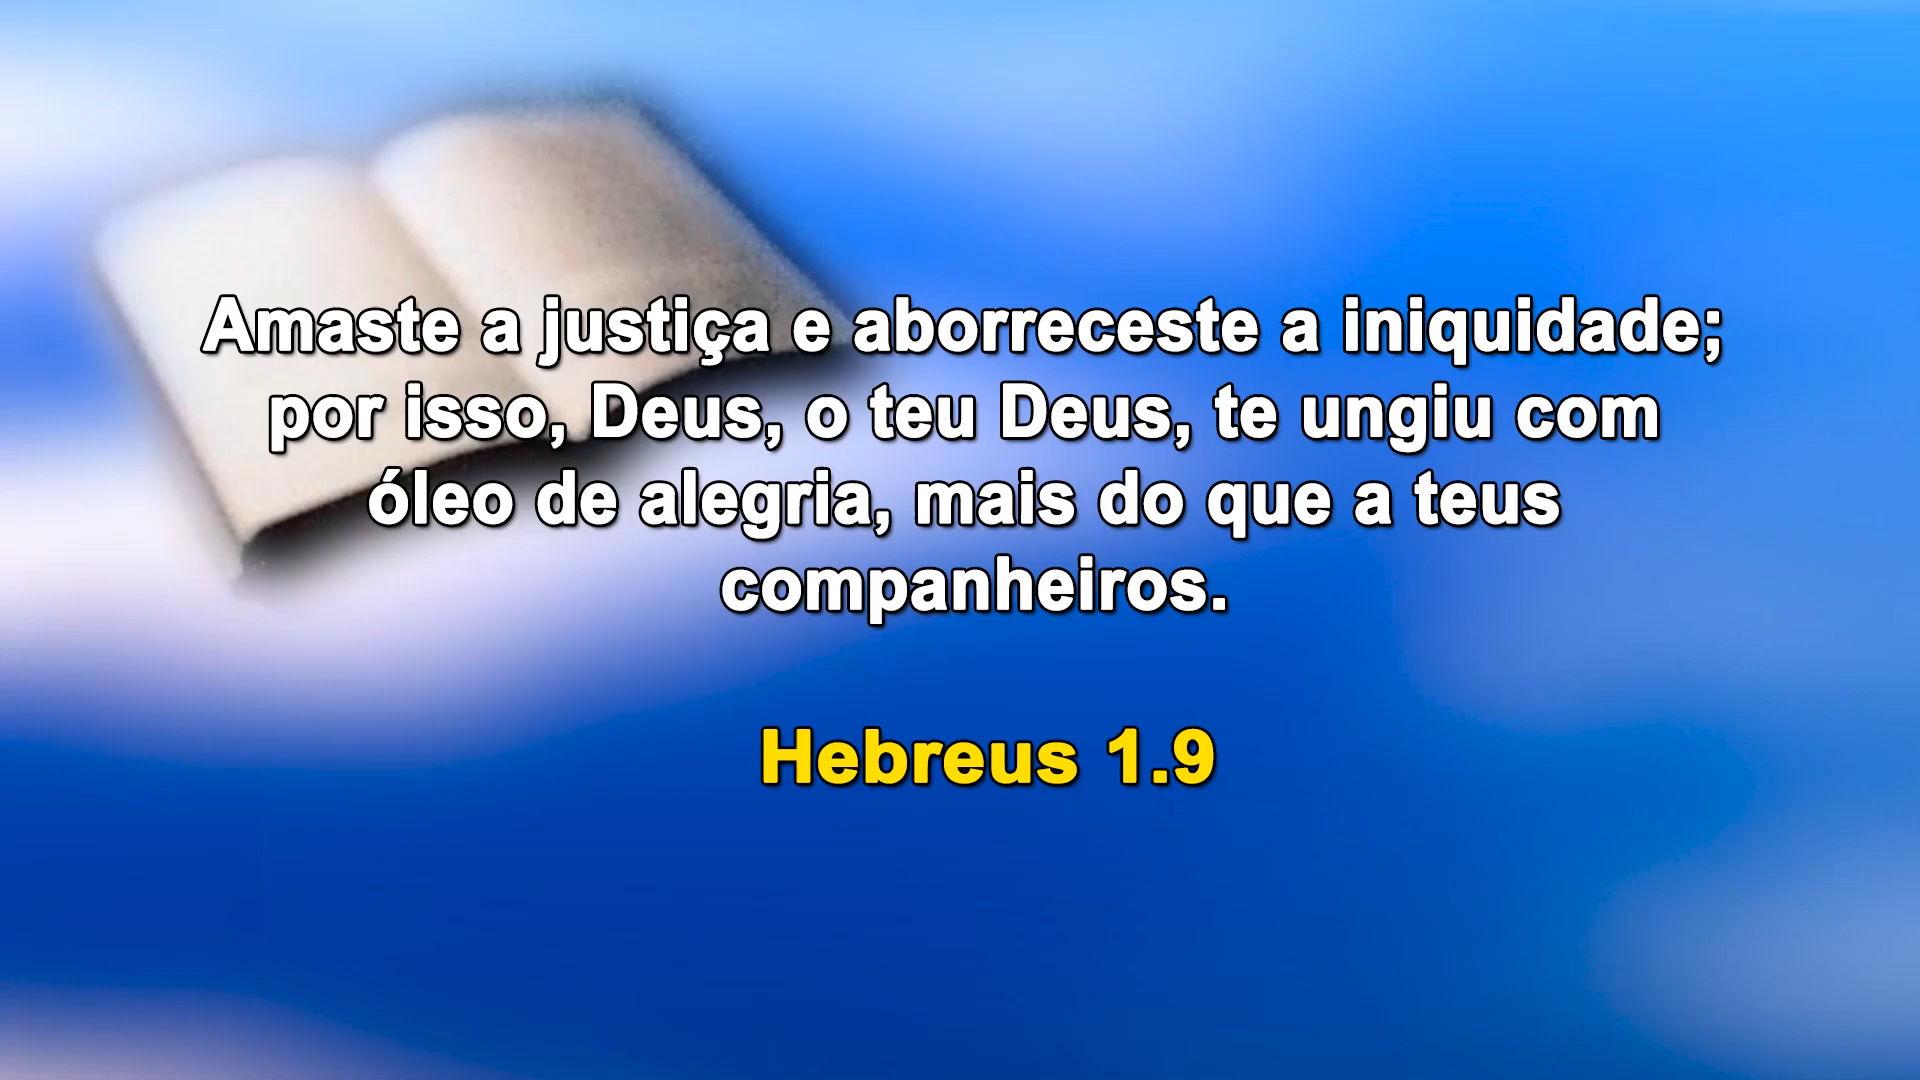 Amaste a justiça e aborreceste a iniquidade;
por isso, Deus, o teu Deus, te ungiu com
óleo de alegria, mais do que a teus
companheiros.
Hebreus 1.9